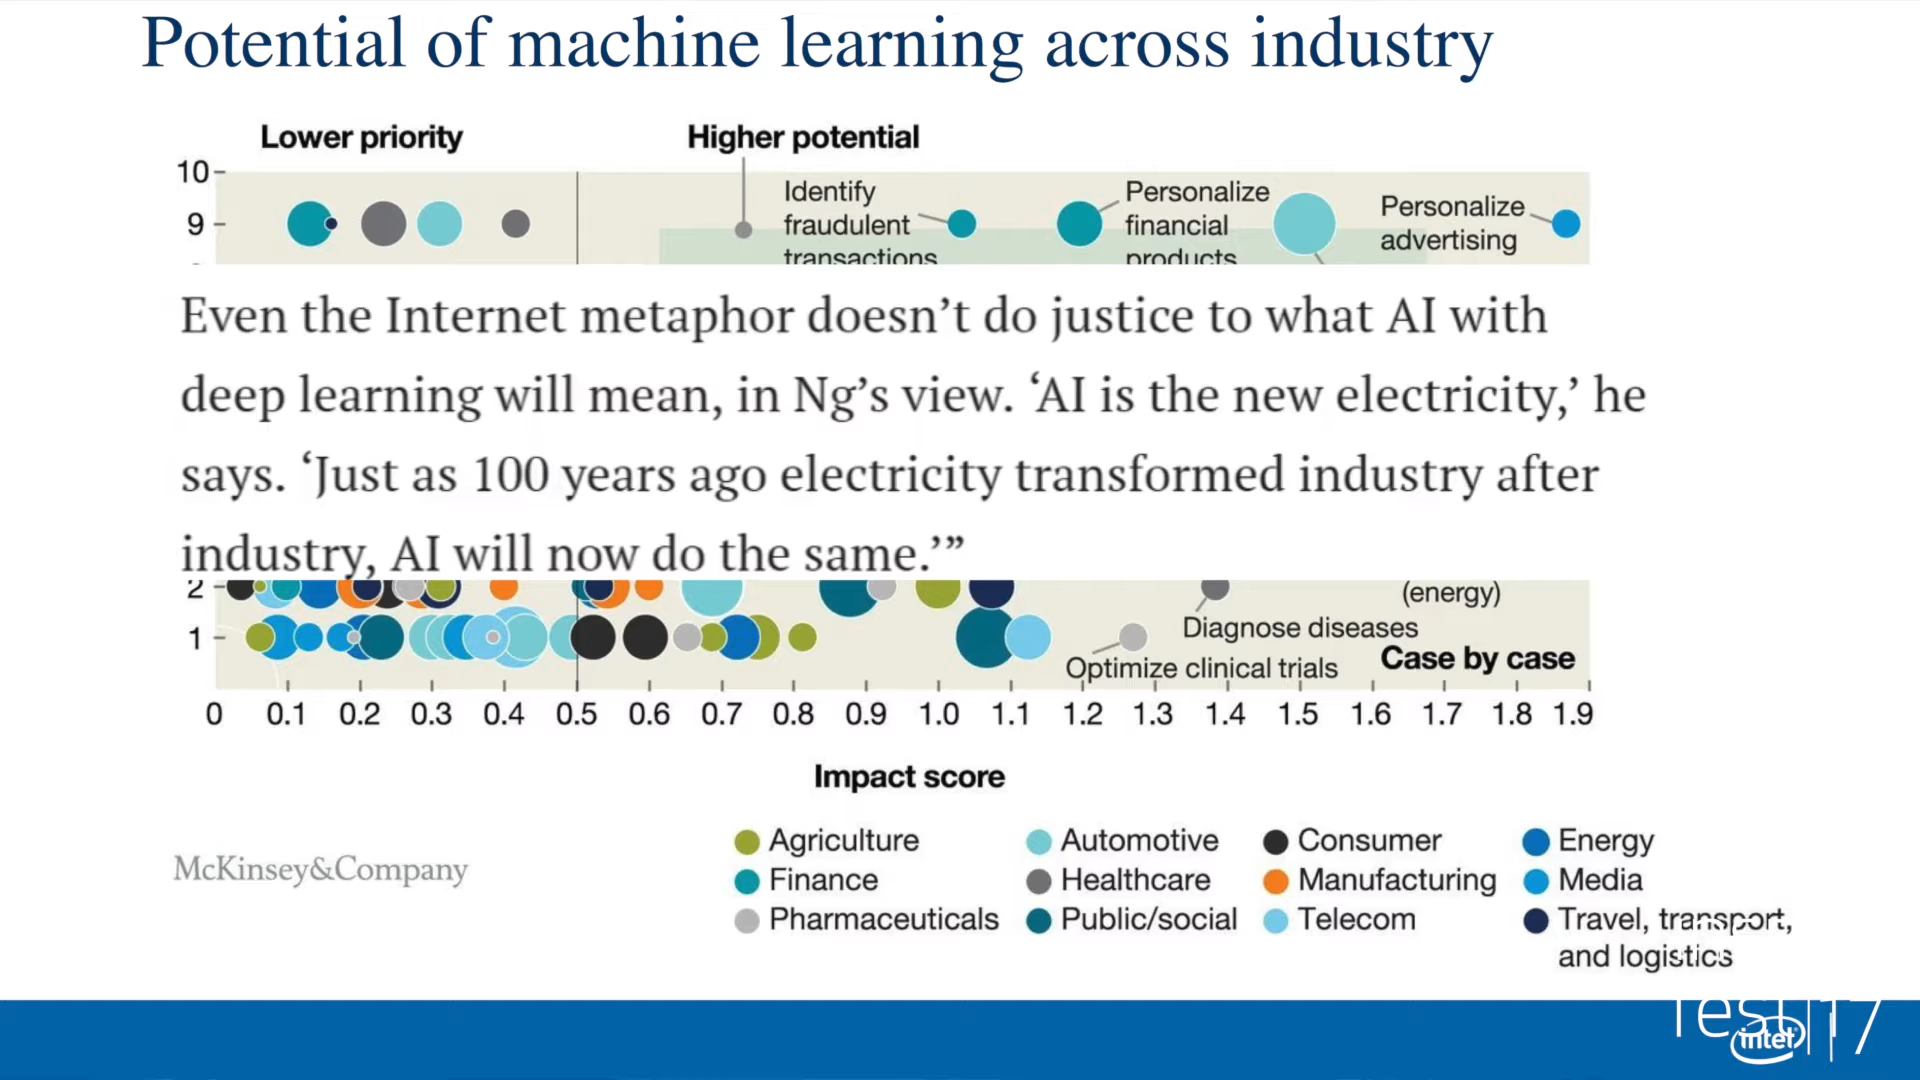 Potential of machine learning across industry
Lower priority
Higher potential
10
9
Identify
fraudulent
transactions
Personalize
financial
products
Personalize
advertising
Even the Internet metaphor doesn’t do justice to what AI with
deep learning will mean, in Ng’s view. ‘AI is the new electricity,’ he
says. ‘Just as 100 years ago electricity transformed industry after
industry, AI will now do the same.’”
2
1
(energy)
Diagnose diseases
Optimize clinical trials
Case by case
0 0.1 0.2 0.3 0.4 0.5 0.6 0.7 0.8 0.9 1.0 1.1 1.2 1.3 1.4 1.5 1.6 1.7 1.8 1.9
Impact score
McKinsey&Company
Agriculture
Finance
Pharmaceuticals
Automotive
Healthcare
Public/social
Consumer
Manufacturing
Telecom
Energy
Media
Travel, transport,
and logistics
intel